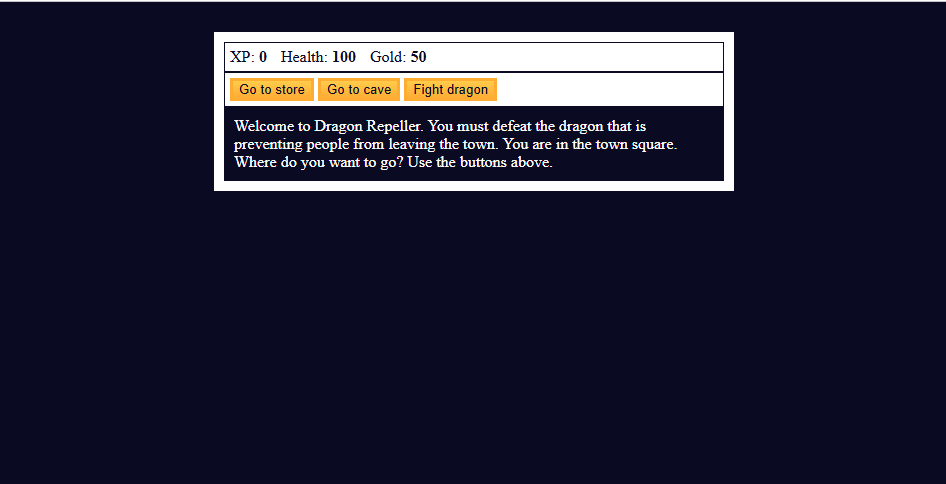 XP: 0 Health: 100 Gold: 50
Go to store Go to cave Fight dragon
Welcome to Dragon Repeller. You must defeat the dragon that is
preventing people from leaving the town. You are in the town square.
Where do you want to go? Use the buttons above.